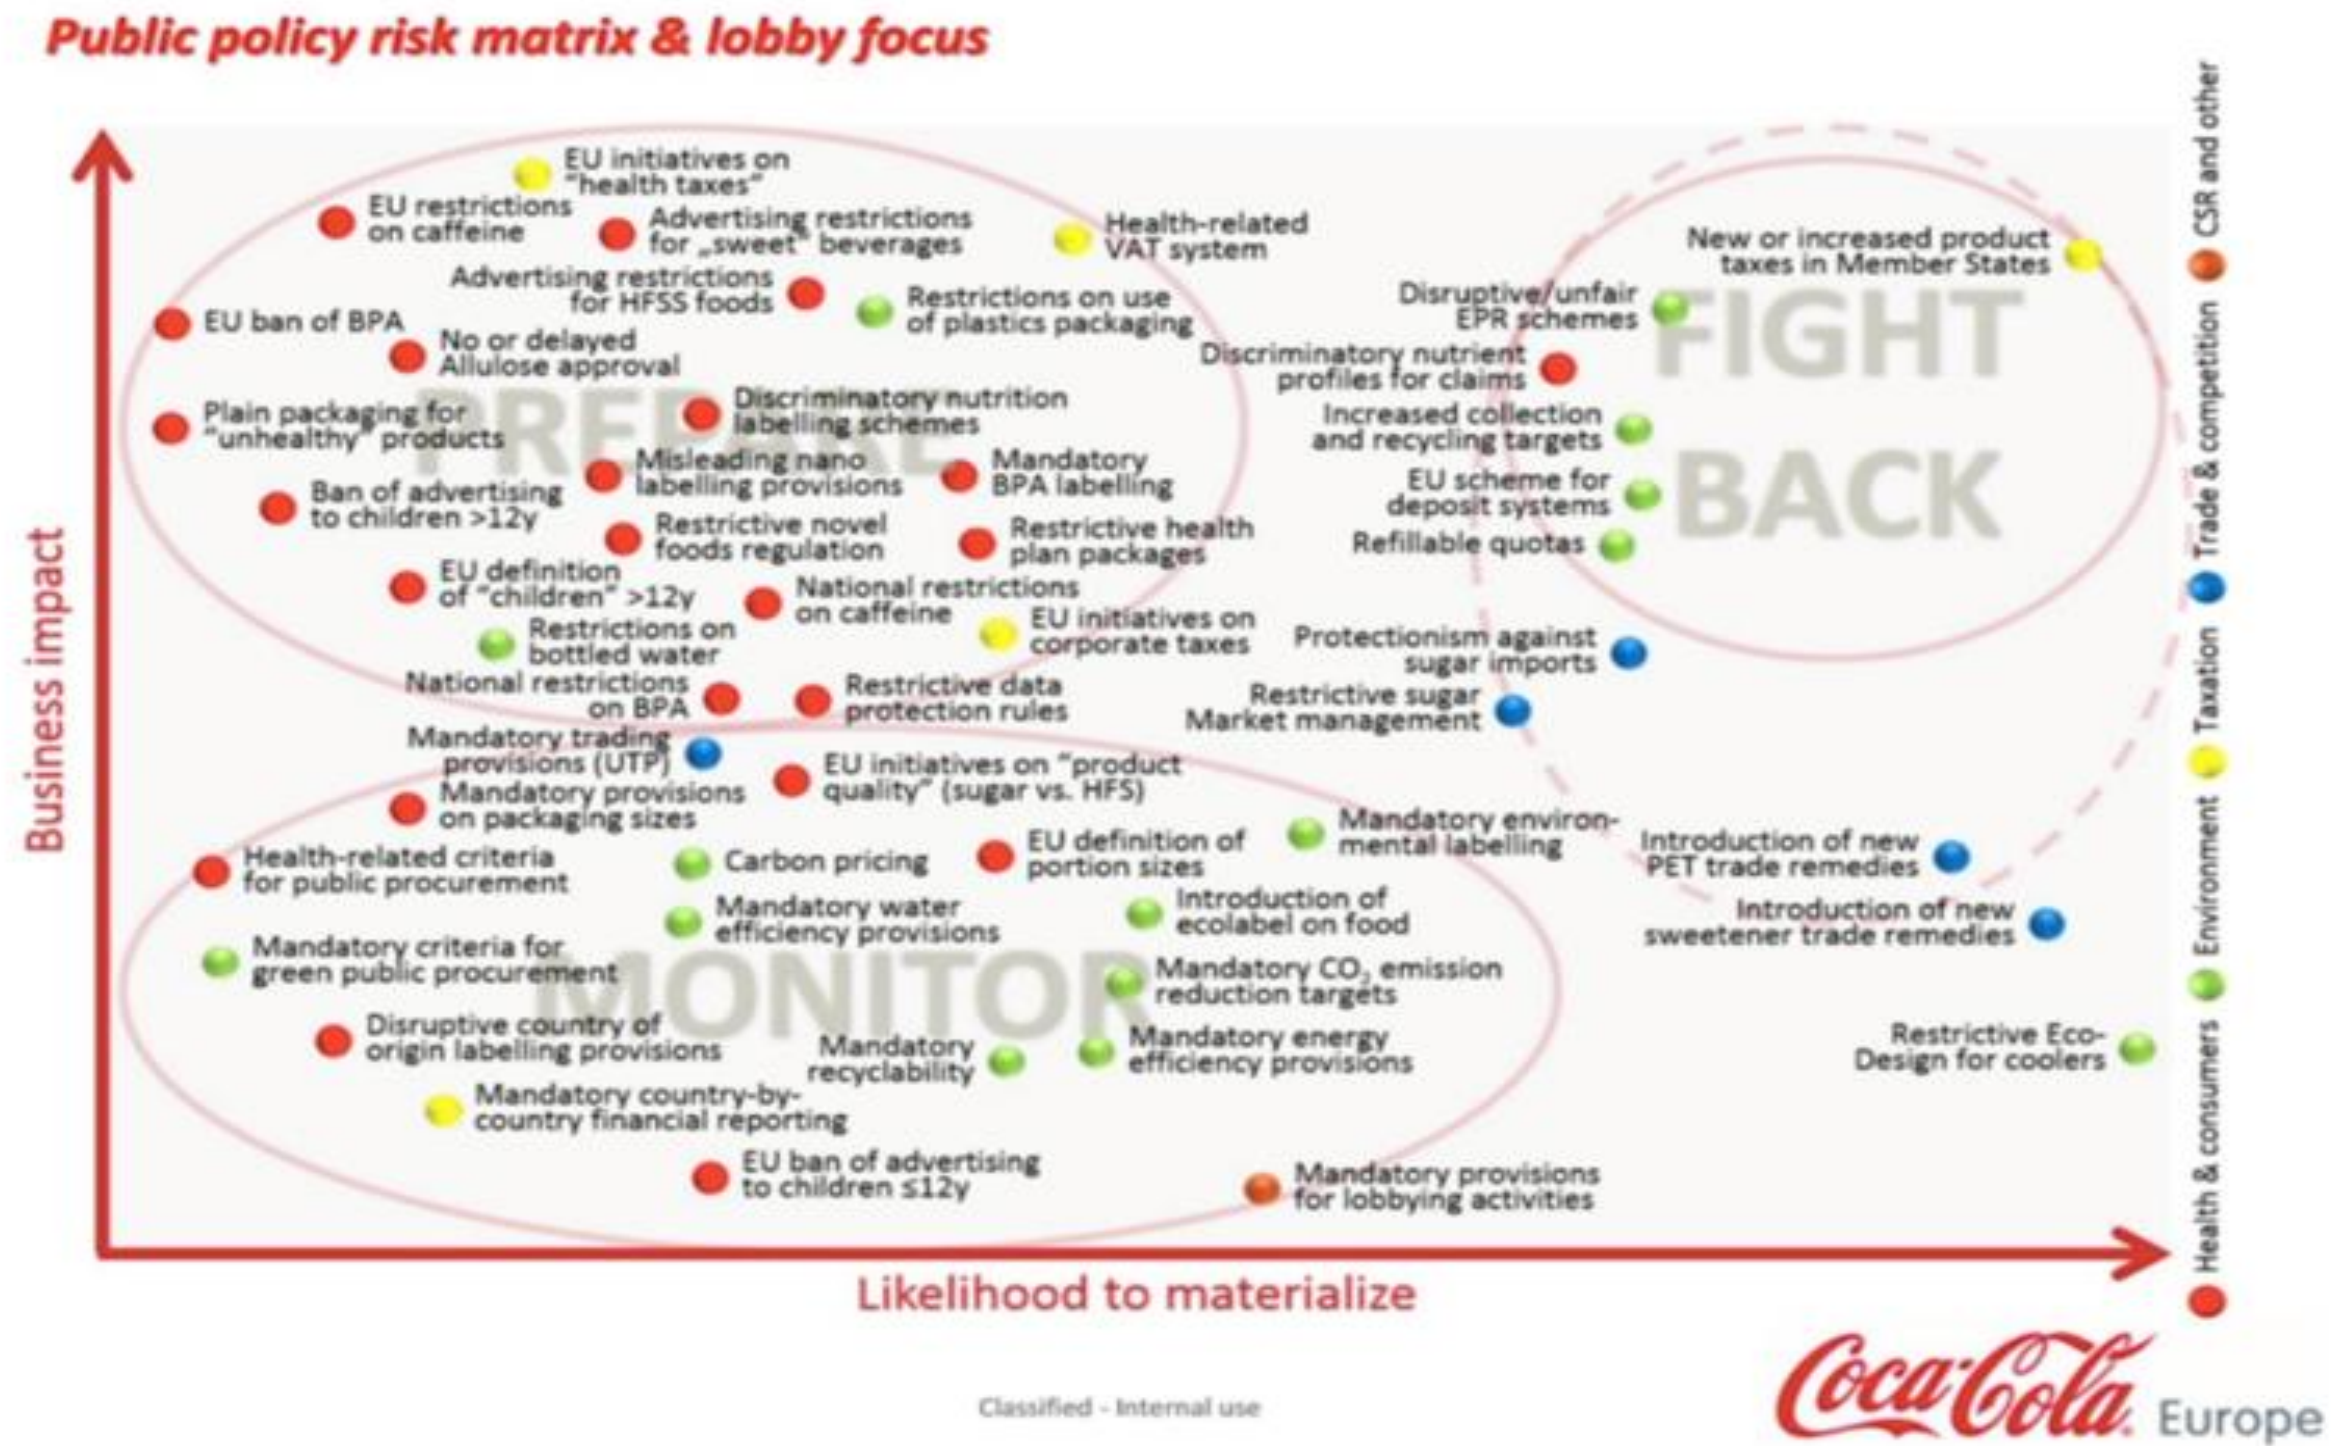 Public policy risk matrix & lobby focus
EU initiatives on
"health taxes"
EU restrictions
on caffeine
Advertising restrictions
for „sweet" beverages
Health-related
VAT system
Advertising restrictions
for HFSS foods
Restrictions on use
of plastics packaging
EU ban of BPA
No or delayed
Allulose approval
PREPARE
Plain packaging for
"unhealthy" products
Discriminatory nutrition
labelling schemes
Misleading nano
labelling provisions
Mandatory
BPA labelling
Ban of advertising
to children >12y
Restrictive novel
foods regulation
Restrictive health
plan packages
EU definition
of "children" >12y
National restrictions
on caffeine
Restrictions on
bottled water
EU initiatives on
corporate taxes
National restrictions
on BPA
Restrictive data
protection rules
New or increased product
taxes in Member States
Disruptive/unfair
EPR schemes
FIGHT
BACK
Discriminatory nutrient
profiles for claims
Increased collection
and recycling targets
EU scheme for
deposit systems
Refillable quotas
Protectionism against
sugar imports
Restrictive sugar
Market management
Introduction of new
PET trade remedies
Introduction of new
sweetener trade remedies
Restrictive Eco-
Design for coolers
Mandatory trading
provisions (UTP)
EU initiatives on "product
quality" (sugar vs. HFS)
Mandatory provisions
on packaging sizes
Mandatory environ-
mental labelling
Health-related criteria
for public procurement
Carbon pricing
EU definition of
portion sizes
Mandatory water
efficiency provisions
Introduction of
ecolabel on food
Mandatory criteria for
green public procurement
MONITOR
Mandatory CO₂ emission
reduction targets
Disruptive country of
origin labelling provisions
Mandatory
recyclability
Mandatory energy
efficiency provisions
Mandatory country-by-
country financial reporting
EU ban of advertising
to children ≤12y
Mandatory provisions
for lobbying activities
Business impact
Likelihood to materialize
Health & consumers
Environment
Taxation
Trade & competition
CSR and other
Classified - Internal use
Coca-Cola Europe